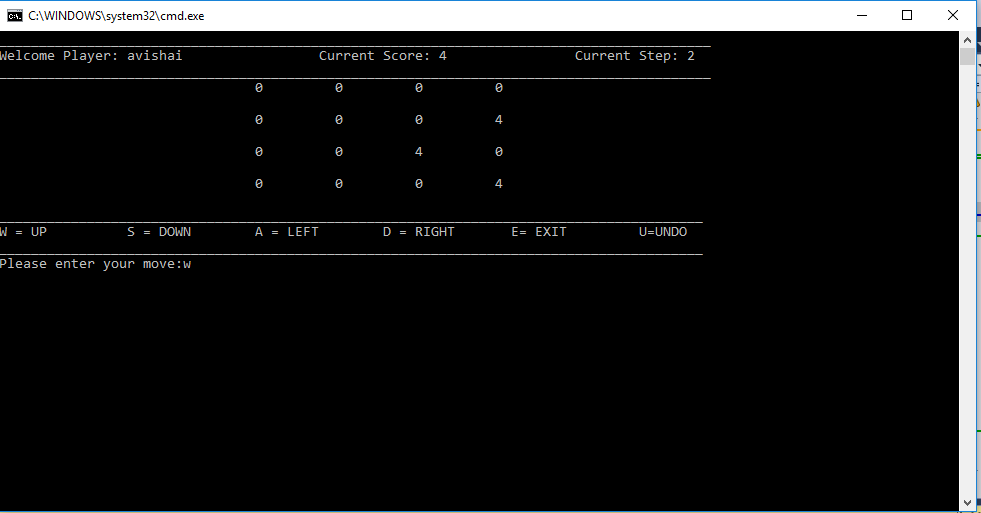 C:\WINDOWS\system32\cmd.exe
Welcome Player: avishai Current Score: 4 Current Step: 2
0 0 0 0
0 0 0 4
0 0 4 0
0 0 0 4
W = UP S = DOWN A = LEFT D = RIGHT E= EXIT U=UNDO
Please enter your move:w